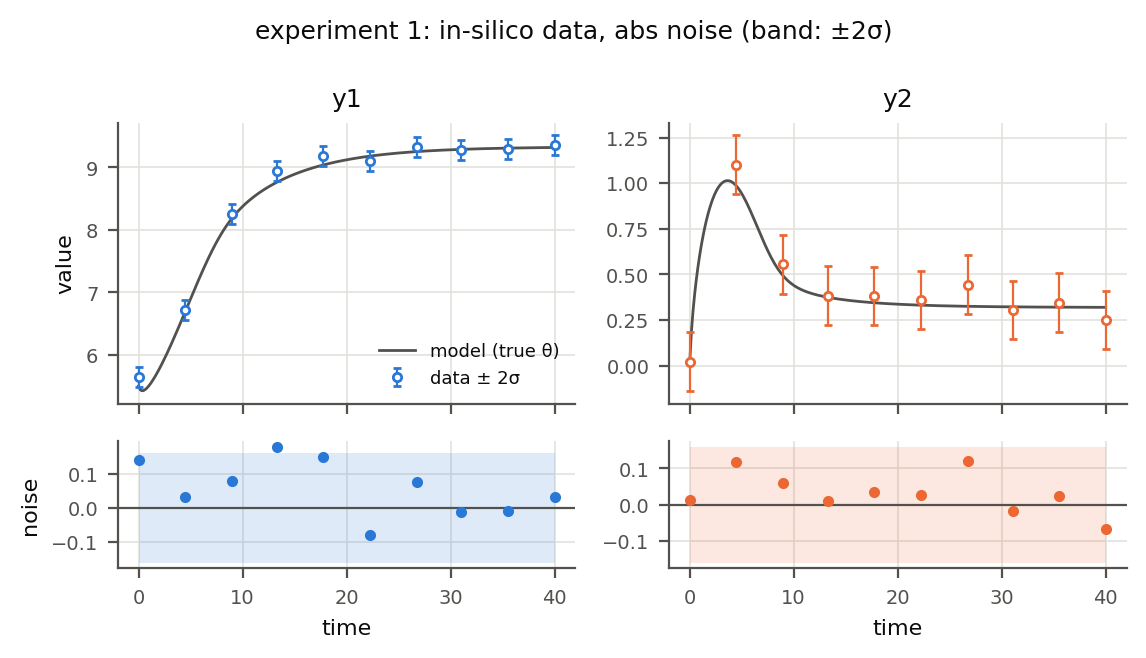 experiment 1: in-silico data, abs noise (band: ±2σ)
y1
y2
value
9
8
7
6
model (true θ)
data ± 2σ
1.25
1.00
0.75
0.50
0.25
0.00
noise
0.1
0.0
−0.1
0 10 20 30 40
time
0.1
0.0
−0.1
0 10 20 30 40
time